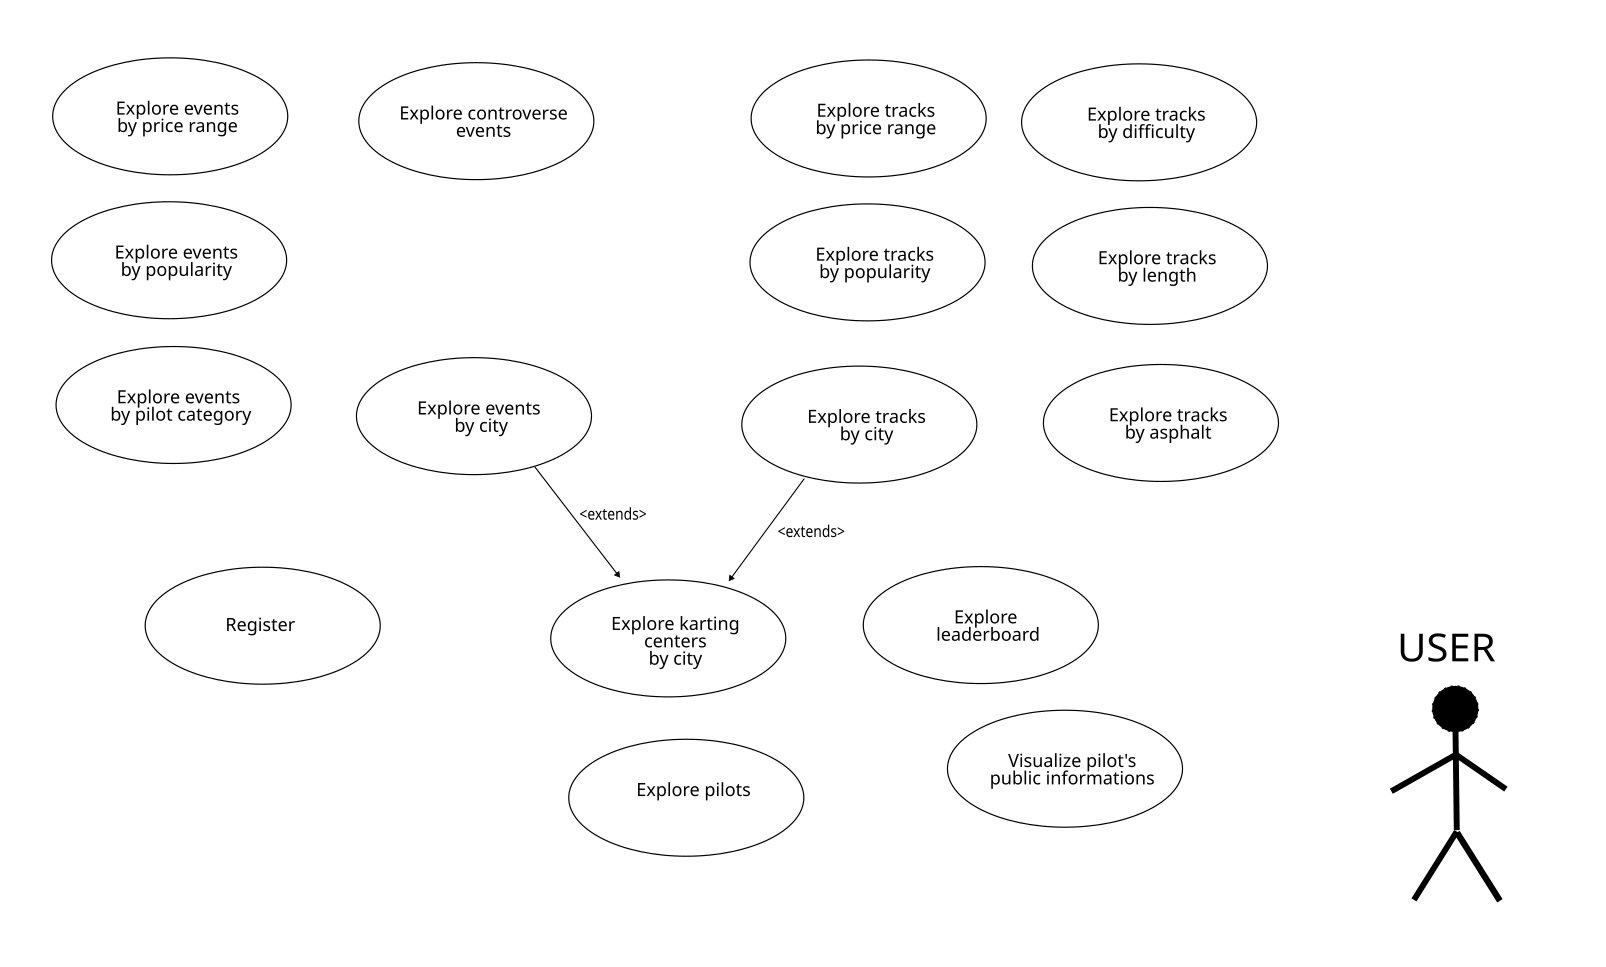 Explore events
by price range
Explore controverse
events
Explore tracks
by price range
Explore tracks
by difficulty
Explore events
by popularity
Explore tracks
by popularity
Explore tracks
by length
Explore events
by pilot category
Explore events
by city
Explore tracks
by city
Explore tracks
by asphalt
<extends>
<extends>
Register
Explore karting
centers
by city
Explore
leaderboard
USER
Explore pilots
Visualize pilot's
public informations